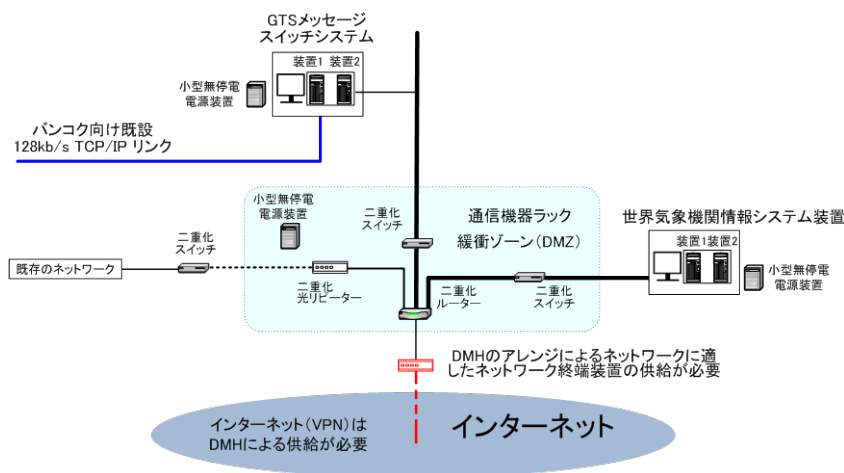 GTSメッセージ
スイッチシステム
装置1 装置2
小型無停電
電源装置
バンコク向け既設
128kb/s TCP/IP リンク
小型無停電
電源装置
二重化
スイッチ
通信機器ラック
緩衝ゾーン(DMZ)
世界気象機関情報システム装置
装置1装置2
小型無停電
電源装置
二重化
スイッチ
既存のネットワーク
二重化
光リピーター
二重化
ルーター
二重化
スイッチ
DMHのアレンジによるネットワークに適
したネットワーク終端装置の供給が必要
インターネット(VPN)は
DMHによる供給が必要
インターネット